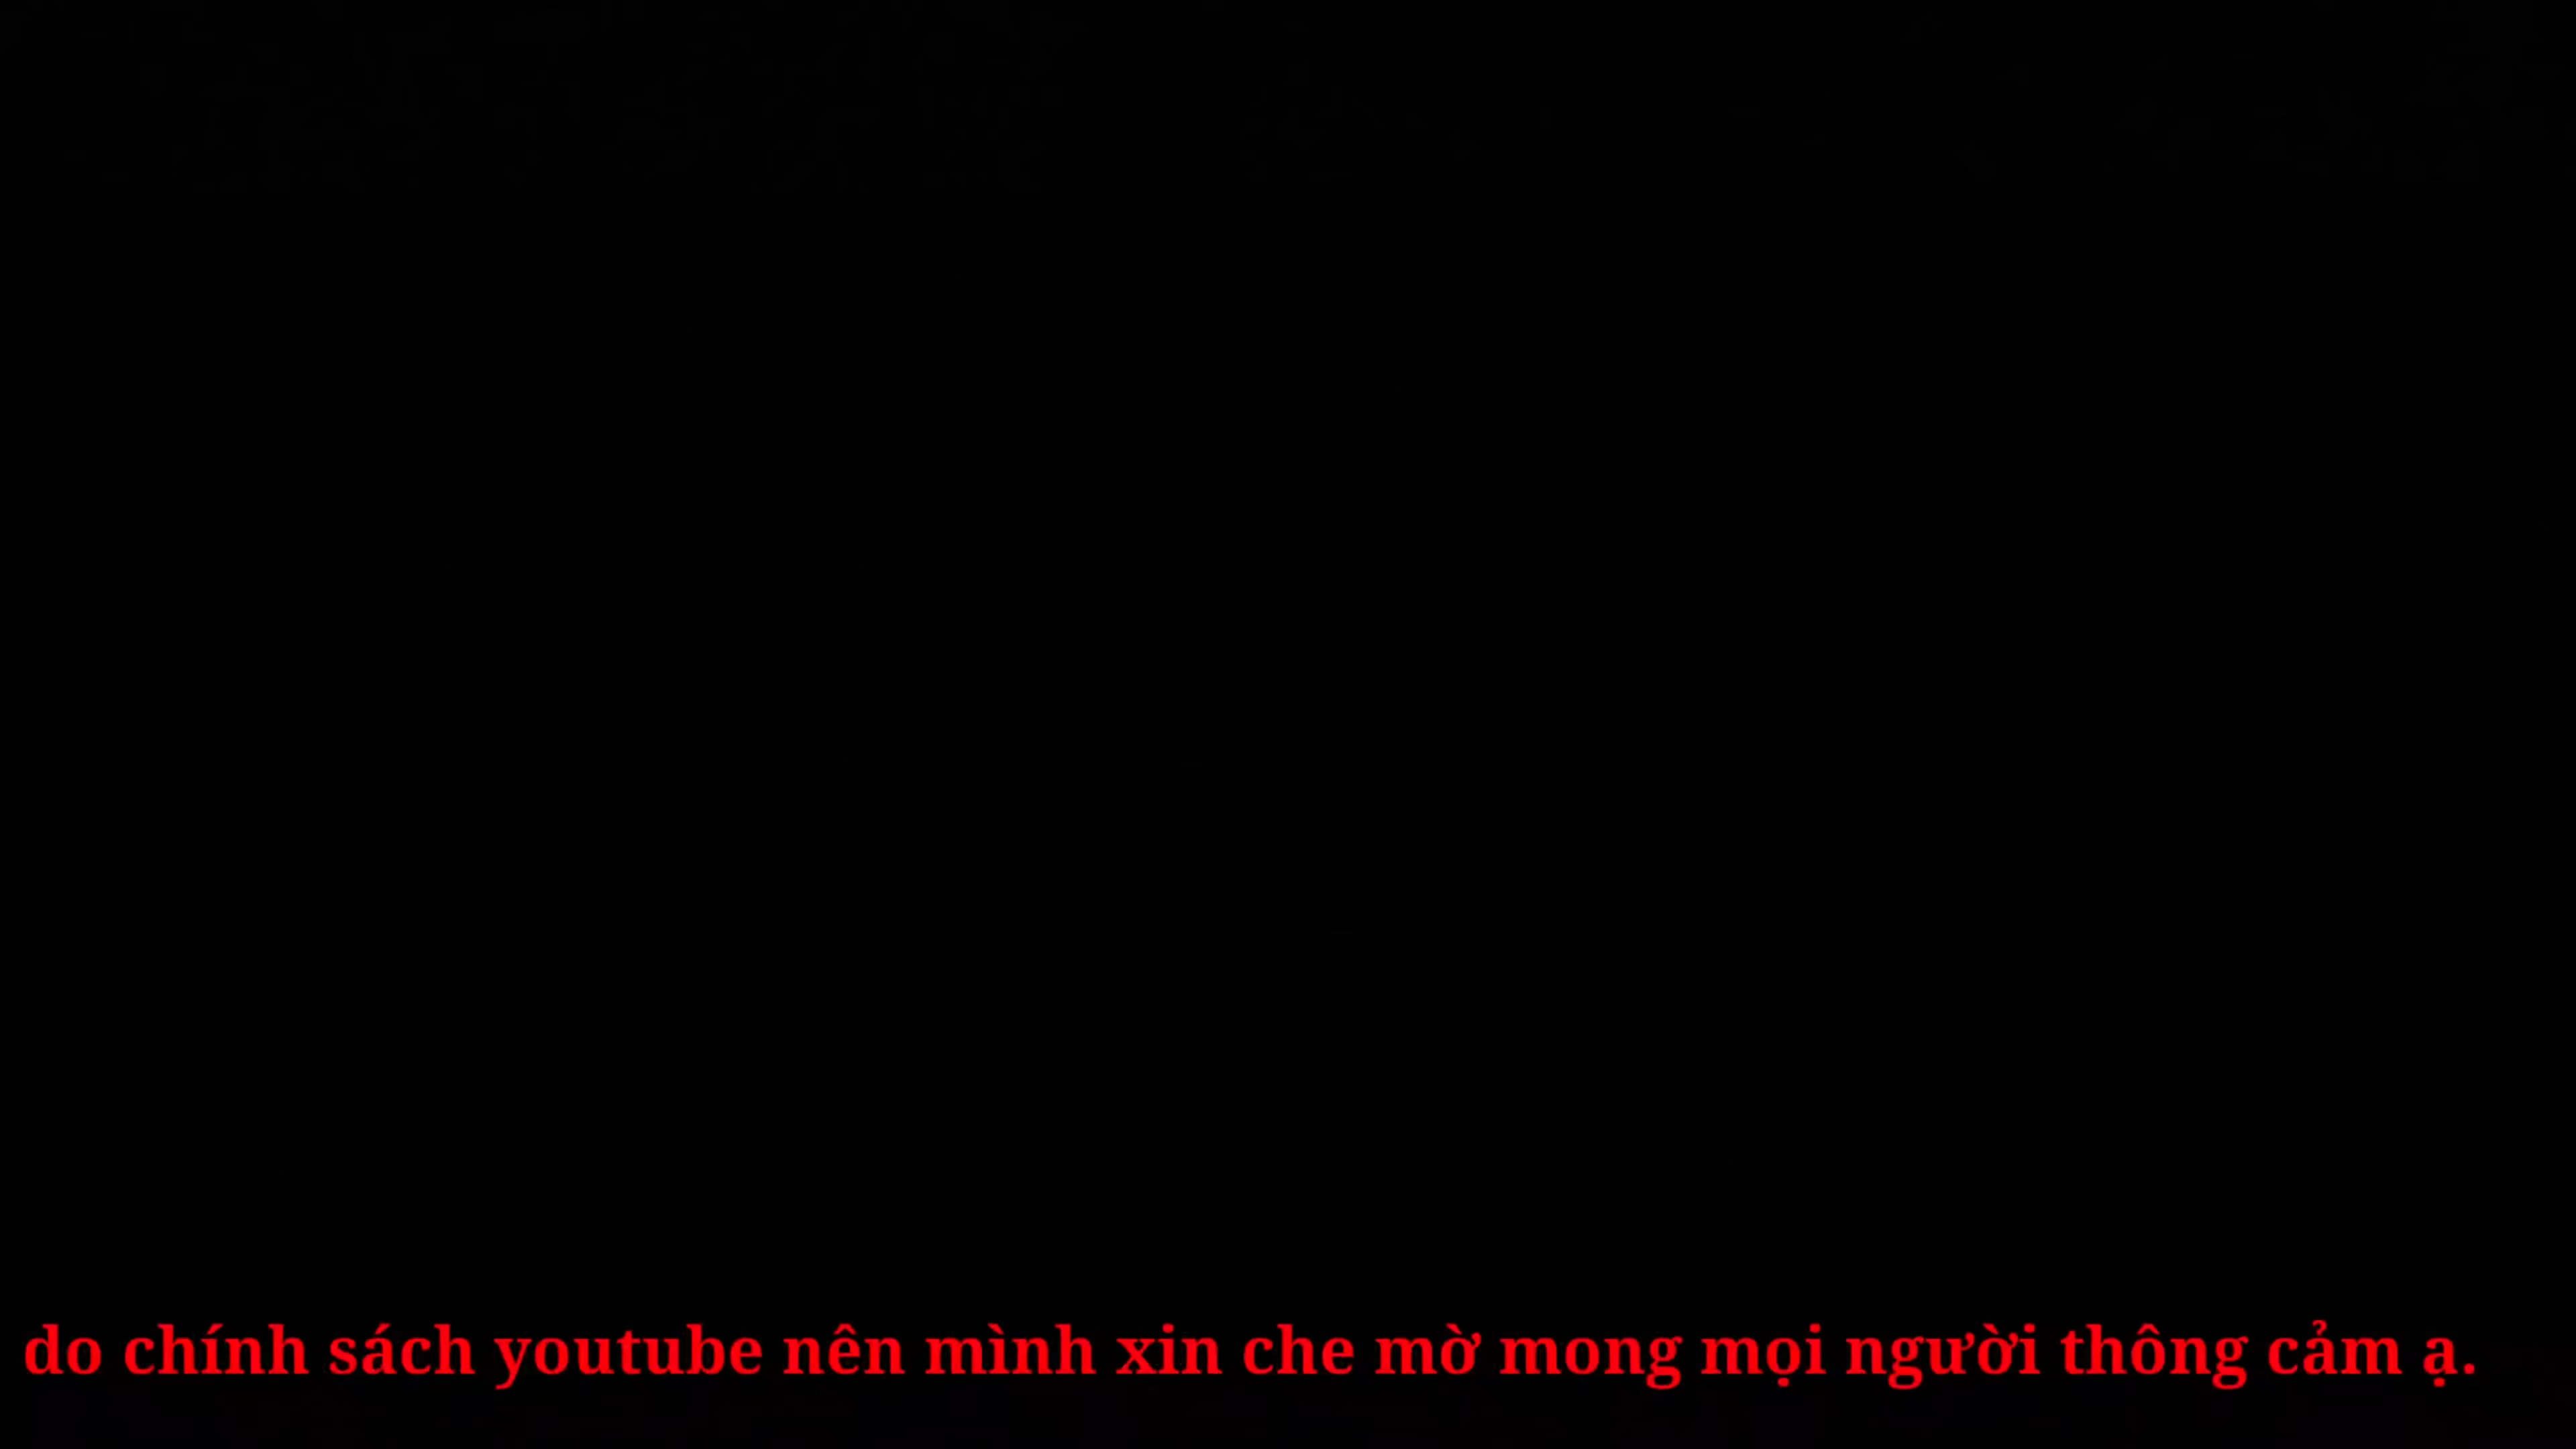 do chính sách youtube nên mình xin che mờ mong mọi người thông cảm ạ.